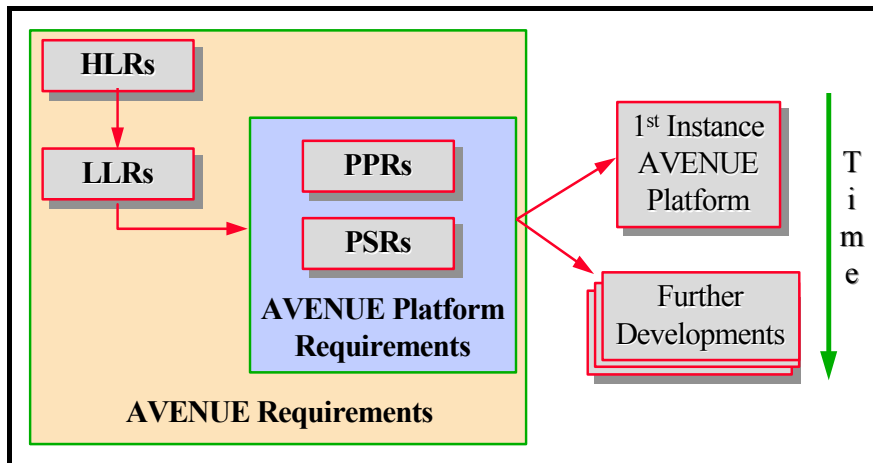 HLRs
LLRs
PPRs
PSRs
AVENUE Platform
Requirements
AVENUE Requirements
1st Instance
AVENUE
Platform
Further
Developments
T
i
m
e